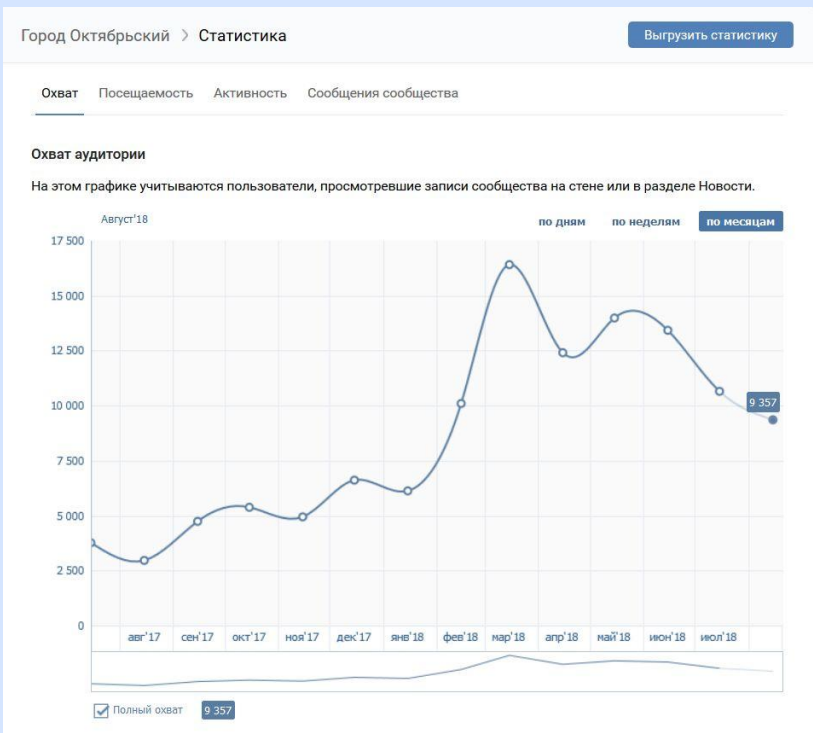 Город Октябрьский > Статистика
Выгрузить статистику
Охват Посещаемость Активность Сообщения сообщества
Охват аудитории
На этом графике учитываются пользователи, просмотревшие записи сообщества на стене или в разделе Новости.
Август'18
по дням по неделям по месяцам
17 500
15 000
12 500
10 000
9 357
7 500
5 000
2 500
0
авг'17 сен'17 окт'17 ноя'17 дек'17 янв'18 фев'18 мар'18 апр'18 май'18 июн'18 июл'18
Полный охват 9 357